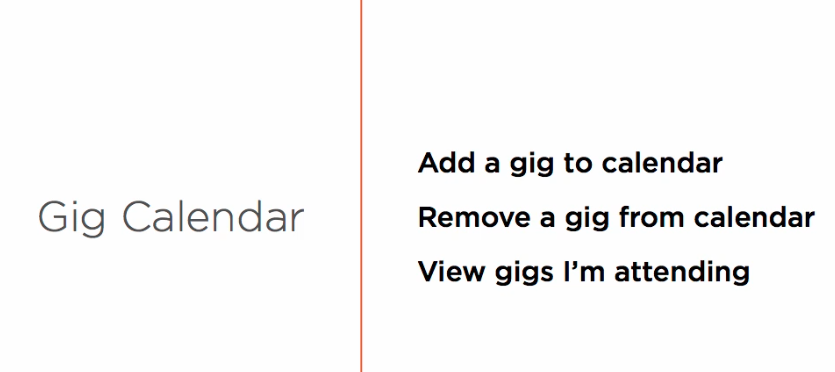 Gig Calendar
Add a gig to calendar
Remove a gig from calendar
View gigs I’m attending